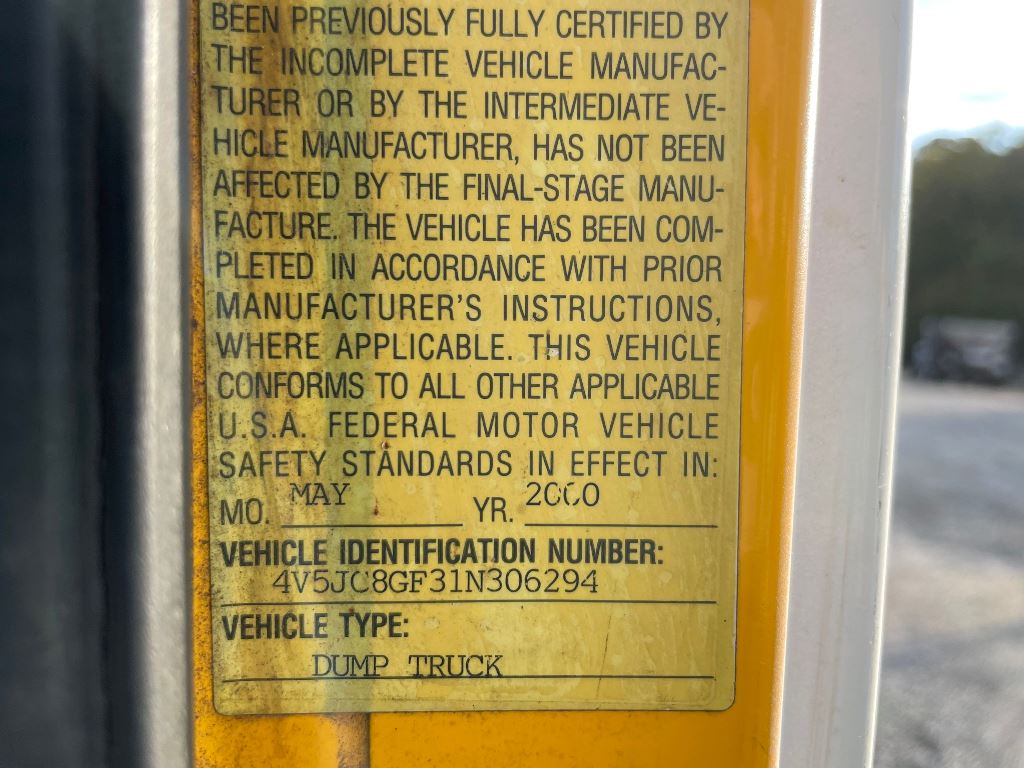 BEEN PREVIOUSLY FULLY CERTIFIED BY
THE INCOMPLETE VEHICLE MANUFAC-
TURER OR BY THE INTERMEDIATE VE-
HICLE MANUFACTURER, HAS NOT BEEN
AFFECTED BY THE FINAL-STAGE MANU-
FACTURE. THE VEHICLE HAS BEEN COM-
PLETED IN ACCORDANCE WITH PRIOR
MANUFACTURER'S INSTRUCTIONS,
WHERE APPLICABLE. THIS VEHICLE
CONFORMS TO ALL OTHER APPLICABLE
U.S.A. FEDERAL MOTOR VEHICLE
SAFETY STANDARDS IN EFFECT IN:
MO. MAY YR. 2000
VEHICLE IDENTIFICATION NUMBER:
4V5JC8GF31N306294
VEHICLE TYPE:
DUMP TRUCK